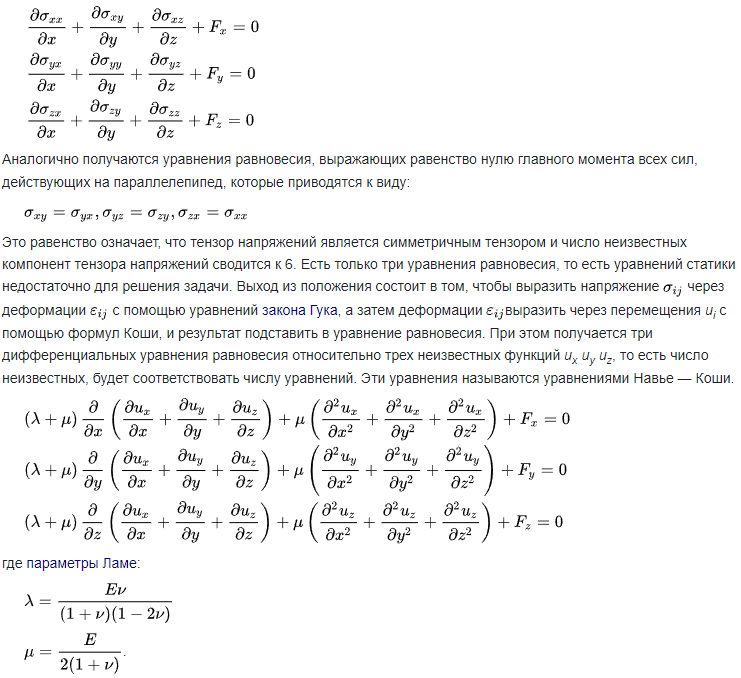 ∂σxx/∂x + ∂σxy/∂y + ∂σxz/∂z + Fx = 0
∂σyx/∂x + ∂σyy/∂y + ∂σyz/∂z + Fy = 0
∂σzx/∂x + ∂σzy/∂y + ∂σzz/∂z + Fz = 0
Аналогично получаются уравнения равновесия, выражающих равенство нулю главного момента всех сил,
действующих на параллелепипед, которые приводятся к виду:
σxy = σyx, σyz = σzy, σzx = σxx
Это равенство означает, что тензор напряжений является симметричным тензором и число неизвестных
компонент тензора напряжений сводится к 6. Есть только три уравнения равновесия, то есть уравнений статики
недостаточно для решения задачи. Выход из положения состоит в том, чтобы выразить напряжение σij через
деформации εij с помощью уравнений закона Гука, а затем деформации εijвыразить через перемещения ui с
помощью формул Коши, и результат подставить в уравнение равновесия. При этом получается три
дифференциальных уравнения равновесия относительно трех неизвестных функций ux uy uz, то есть число
неизвестных, будет соответствовать числу уравнений. Эти уравнения называются уравнениями Навье — Коши.
(λ + μ) ∂/∂x (∂ux/∂x + ∂uy/∂y + ∂uz/∂z) + μ (∂²ux/∂x² + ∂²ux/∂y² + ∂²ux/∂z²) + Fx = 0
(λ + μ) ∂/∂y (∂ux/∂x + ∂uy/∂y + ∂uz/∂z) + μ (∂²uy/∂x² + ∂²uy/∂y² + ∂²uy/∂z²) + Fy = 0
(λ + μ) ∂/∂z (∂ux/∂x + ∂uy/∂y + ∂uz/∂z) + μ (∂²uz/∂x² + ∂²uz/∂y² + ∂²uz/∂z²) + Fz = 0
где параметры Ламе:
λ = Eν/((1 + ν)(1 − 2ν))
μ = E/(2(1 + ν)).